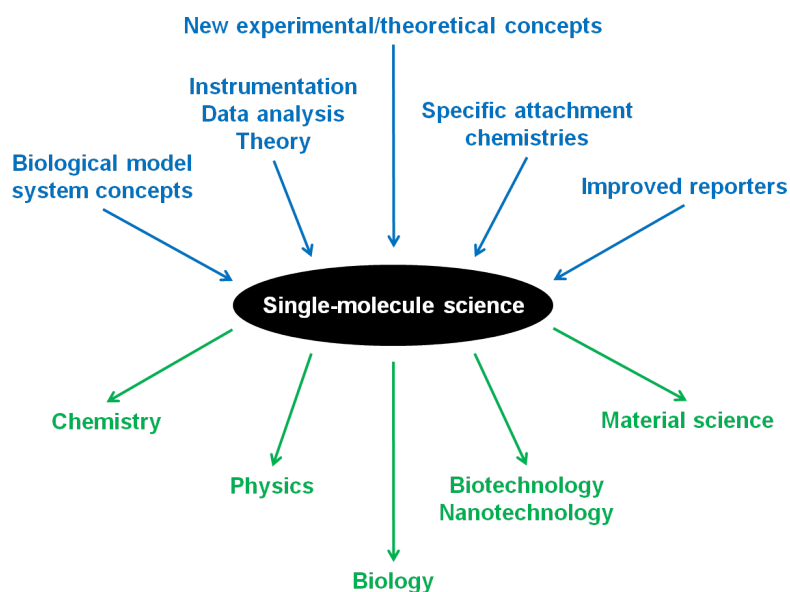 New experimental/theoretical concepts
Instrumentation
Data analysis
Theory
Specific attachment
chemistries
Biological model
system concepts
Improved reporters
Single-molecule science
Chemistry
Material science
Physics
Biotechnology
Nanotechnology
Biology